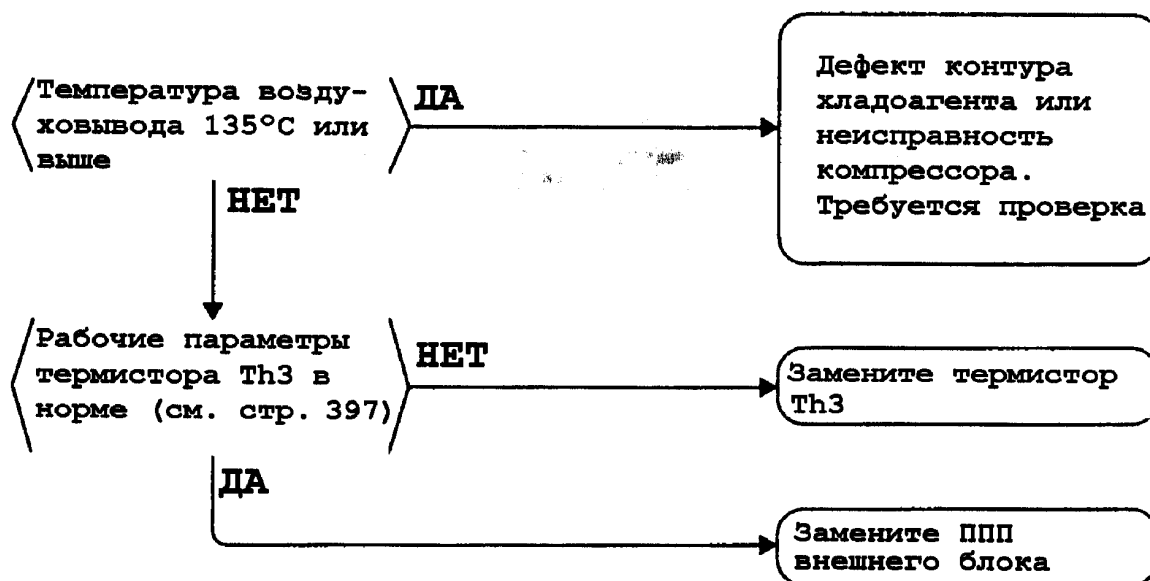 Температура возду-
ховывода 135°C или
выше
ДА
Дефект контура
хладоагента или
неисправность
компрессора.
Требуется проверка
НЕТ
Рабочие параметры
термистора Th3 в
норме (см. стр. 397)
НЕТ
Замените термистор
Th3
ДА
Замените ППП
внешнего блока